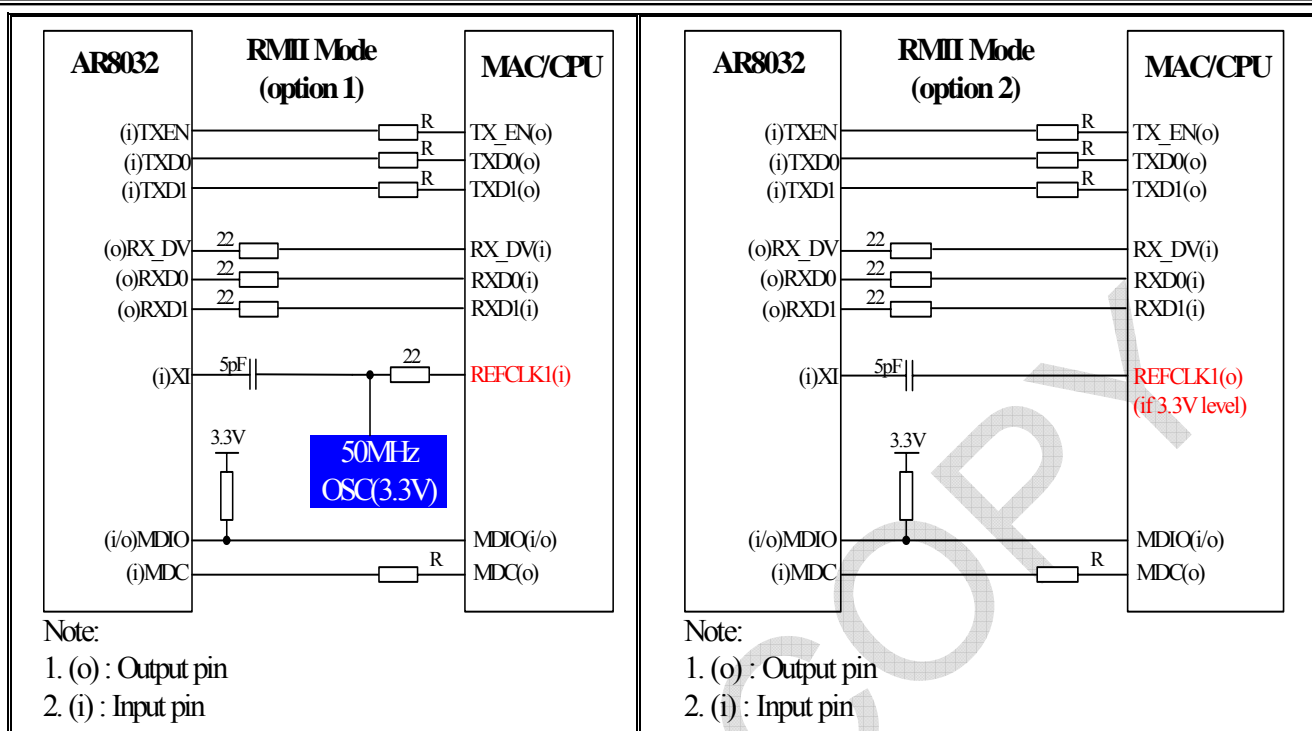 AR8032
RMII Mode
(option 1)
MAC/CPU
(i)TXEN
R
TX_EN(o)
(i)TXD0
R
TXD0(o)
(i)TXD1
R
TXD1(o)
(o)RX_DV
22
RX_DV(i)
(o)RXD0
22
RXD0(i)
(o)RXD1
22
RXD1(i)
(i)XI
5pF
22
REFCLK1(i)
3.3V
50MHz
OSC(3.3V)
(i/o)MDIO
MDIO(i/o)
(i)MDC
R
MDC(o)
Note:
1. (o) : Output pin
2. (i) : Input pin
AR8032
RMII Mode
(option 2)
MAC/CPU
(i)TXEN
R
TX_EN(o)
(i)TXD0
R
TXD0(o)
(i)TXD1
R
TXD1(o)
(o)RX_DV
22
RX_DV(i)
(o)RXD0
22
RXD0(i)
(o)RXD1
22
RXD1(i)
(i)XI
5pF
REFCLK1(o)
(if 3.3V level)
3.3V
(i/o)MDIO
MDIO(i/o)
(i)MDC
R
MDC(o)
Note:
1. (o) : Output pin
2. (i) : Input pin
COPY